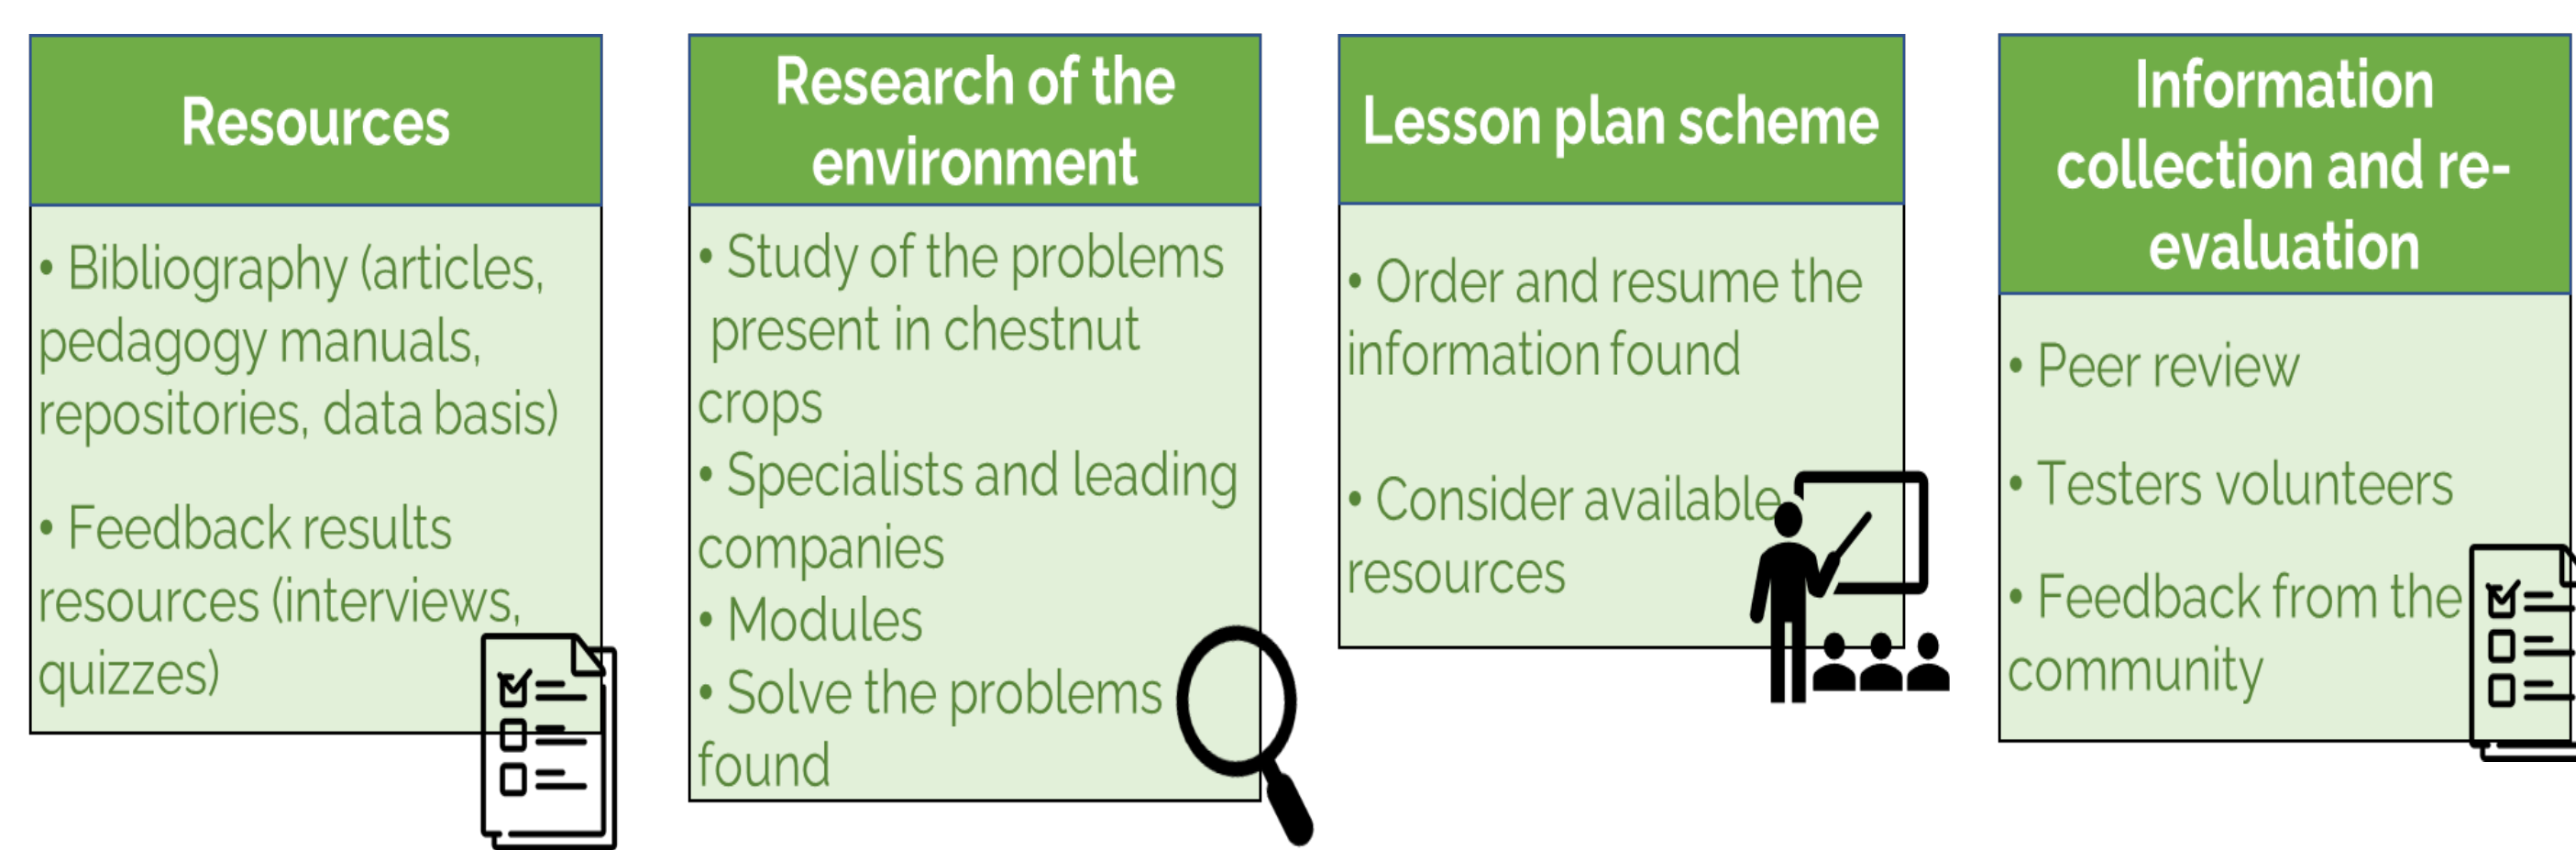 Resources
• Bibliography (articles,
pedagogy manuals,
repositories, data basis)
• Feedback results
resources (interviews,
quizzes)
Research of the
environment
• Study of the problems
present in chestnut
crops
• Specialists and leading
companies
• Modules
• Solve the problems
found
Lesson plan scheme
• Order and resume the
information found
• Consider available
resources
Information
collection and re-
evaluation
• Peer review
• Testers volunteers
• Feedback from the
community